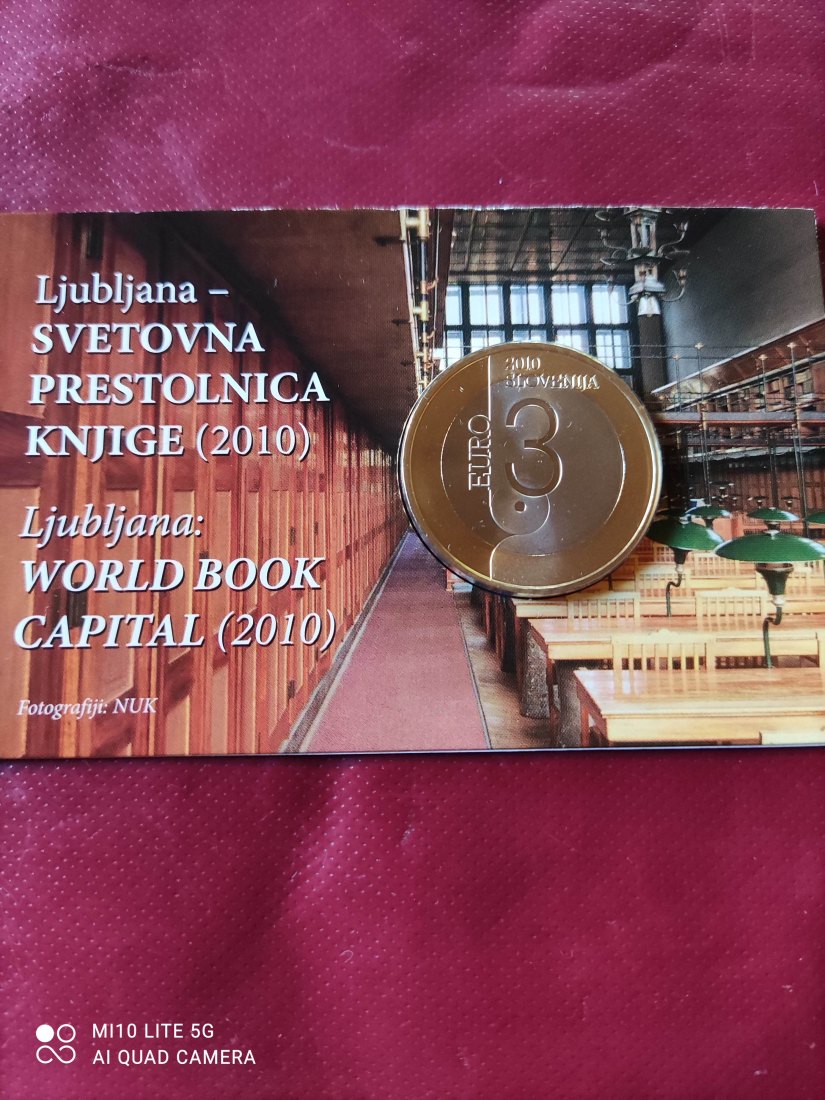 Ljubljana –
SVETOVNA
PRESTOLNICA
KNJIGE (2010)
Ljubljana:
WORLD BOOK
CAPITAL (2010)
Fotografiji: NUK
2010
SLOVENIJA
EURO
3
MI10 LITE 5G
AI QUAD CAMERA